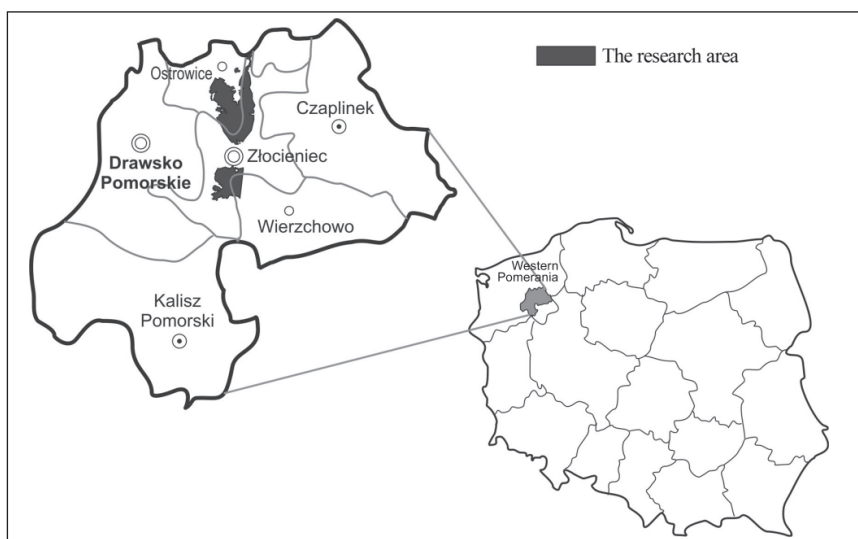 The research area
Ostrowice
Czaplinek
Złocieniec
Drawsko
Pomorskie
Wierzchowo
Kalisz
Pomorski
Western
Pomerania